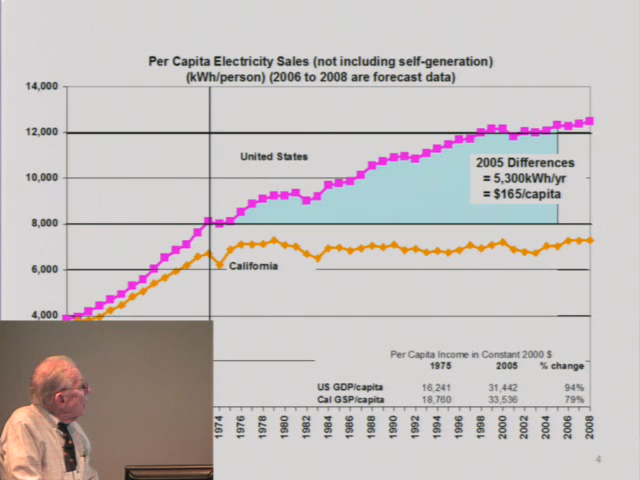 Per Capita Electricity Sales (not including self-generation)
(kWh/person) (2006 to 2008 are forecast data)
14,000
12,000
10,000
8,000
6,000
4,000
United States
2005 Differences
= 5,300kWh/yr
= $165/capita
California
Per Capita Income in Constant 2000 $
1975 2005 % change
US GDP/capita 16,241 31,442 94%
Cal GSP/capita 18,760 33,536 79%
1974 1976 1978 1980 1982 1984 1986 1988 1990 1992 1994 1996 1998 2000 2002 2004 2006 2008
4